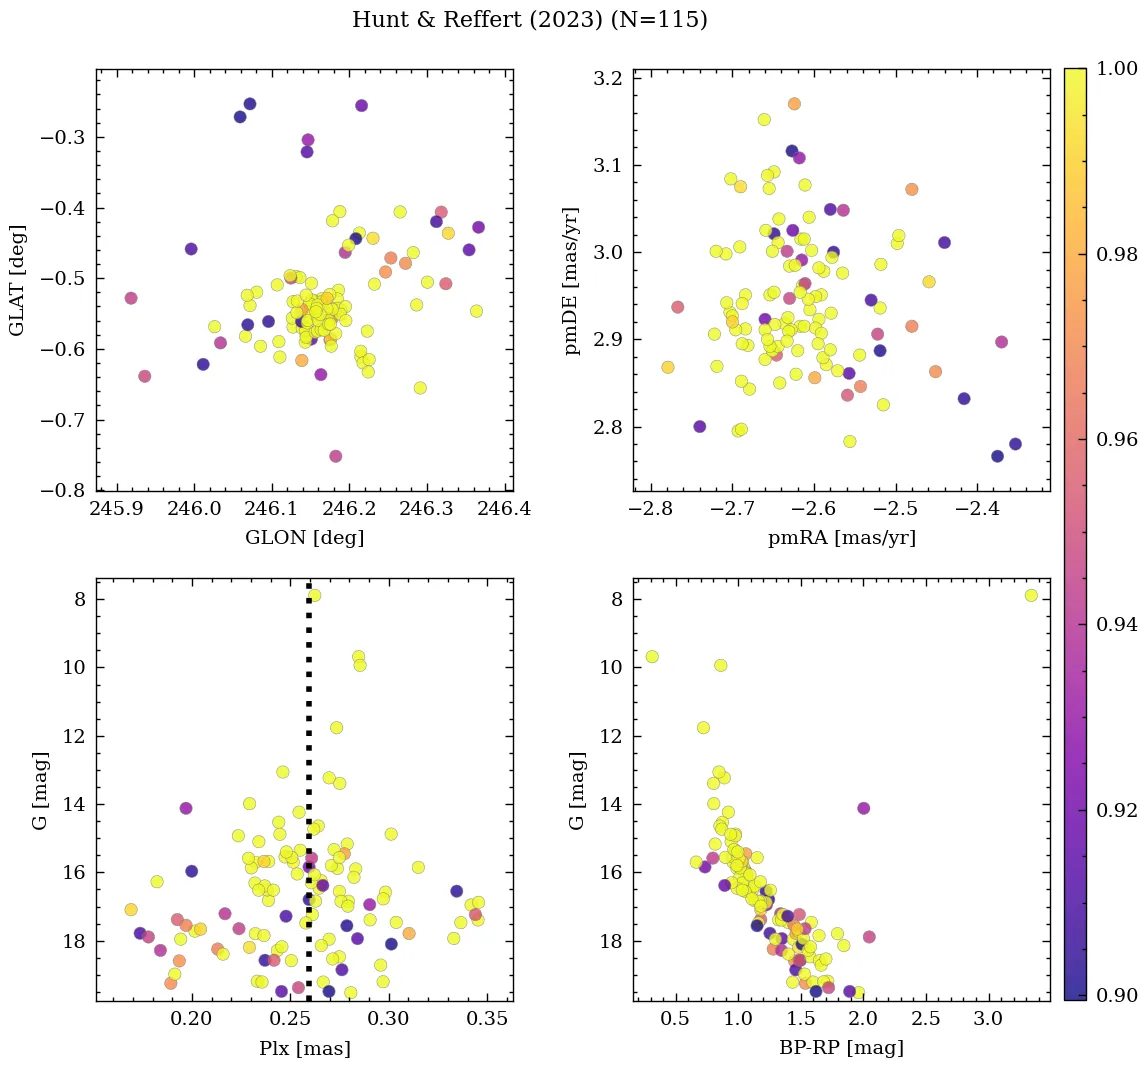 Hunt & Reffert (2023) (N=115)
−0.3
−0.4
−0.5
−0.6
−0.7
−0.8
GLAT [deg]
245.9 246.0 246.1 246.2 246.3 246.4
GLON [deg]
3.2
3.1
3.0
2.9
2.8
pmDE [mas/yr]
−2.8 −2.7 −2.6 −2.5 −2.4
pmRA [mas/yr]
1.00
0.98
0.96
0.94
0.92
0.90
8
10
12
14
16
18
G [mag]
0.20 0.25 0.30 0.35
Plx [mas]
8
10
12
14
16
18
G [mag]
0.5 1.0 1.5 2.0 2.5 3.0
BP-RP [mag]